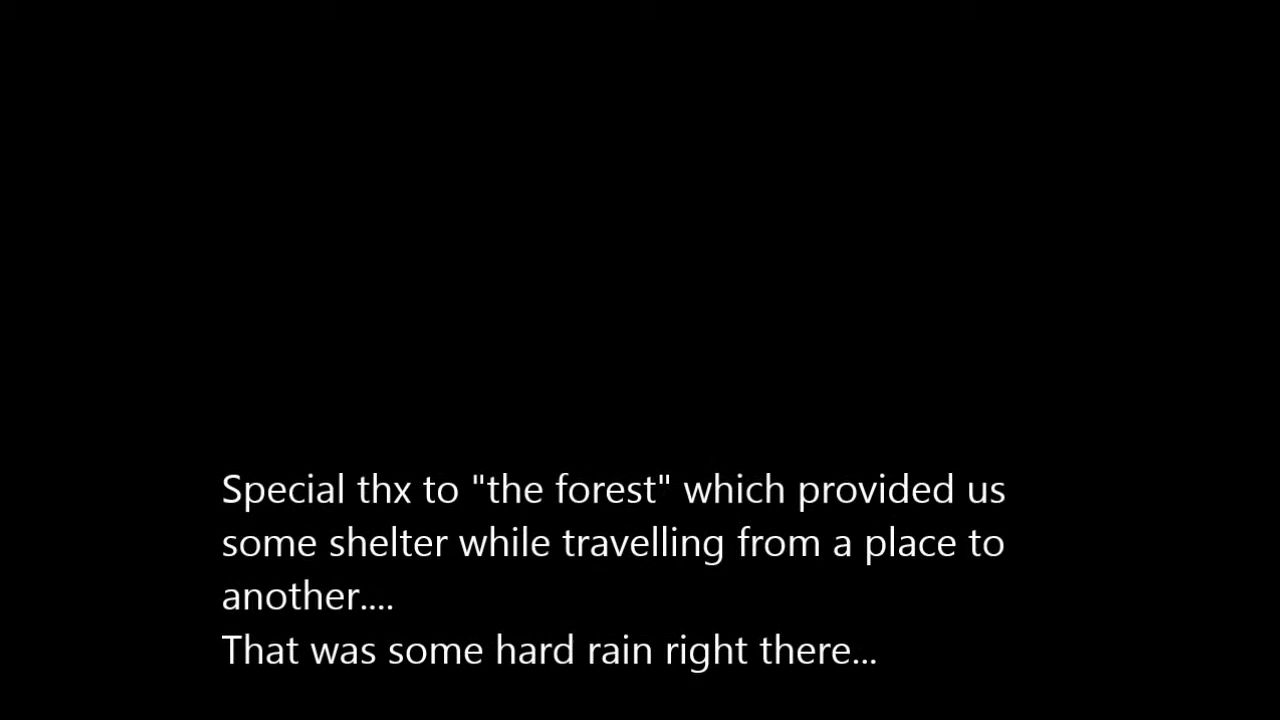 Special thx to "the forest" which provided us
some shelter while travelling from a place to
another....
That was some hard rain right there...